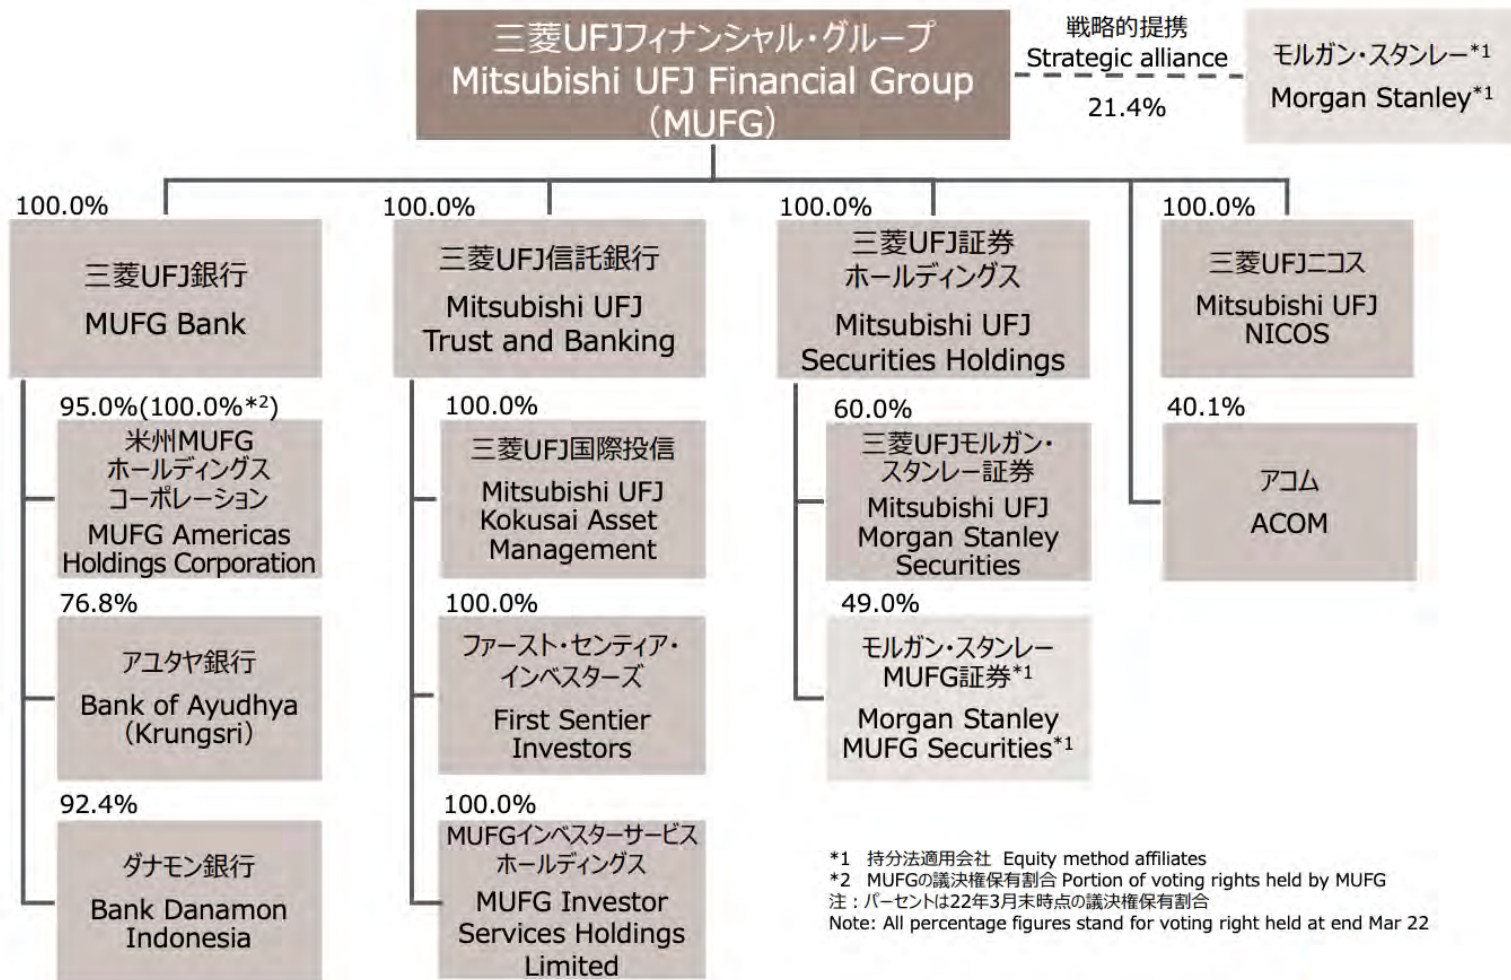 三菱UFJフィナンシャル・グループ
Mitsubishi UFJ Financial Group
(MUFG)
戦略的提携
Strategic alliance
21.4%
モルガン・スタンレー*1
Morgan Stanley*1
100.0%
三菱UFJ銀行
MUFG Bank
95.0%(100.0%*2)
米州MUFG
ホールディングス
コーポレーション
MUFG Americas
Holdings Corporation
76.8%
アユタヤ銀行
Bank of Ayudhya
(Krungsri)
92.4%
ダナモン銀行
Bank Danamon
Indonesia
100.0%
三菱UFJ信託銀行
Mitsubishi UFJ
Trust and Banking
100.0%
三菱UFJ国際投信
Mitsubishi UFJ
Kokusai Asset
Management
100.0%
ファースト・センティア・
インベスターズ
First Sentier
Investors
100.0%
MUFGインベスターサービス
ホールディングス
MUFG Investor
Services Holdings
Limited
100.0%
三菱UFJ証券
ホールディングス
Mitsubishi UFJ
Securities Holdings
60.0%
三菱UFJモルガン・
スタンレー証券
Mitsubishi UFJ
Morgan Stanley
Securities
49.0%
モルガン・スタンレー
MUFG証券*1
Morgan Stanley
MUFG Securities*1
100.0%
三菱UFJニコス
Mitsubishi UFJ
NICOS
40.1%
アコム
ACOM
*1 持分法適用会社 Equity method affiliates
*2 MUFGの議決権保有割合 Portion of voting rights held by MUFG
注：パーセントは22年3月末時点の議決権保有割合
Note: All percentage figures stand for voting right held at end Mar 22